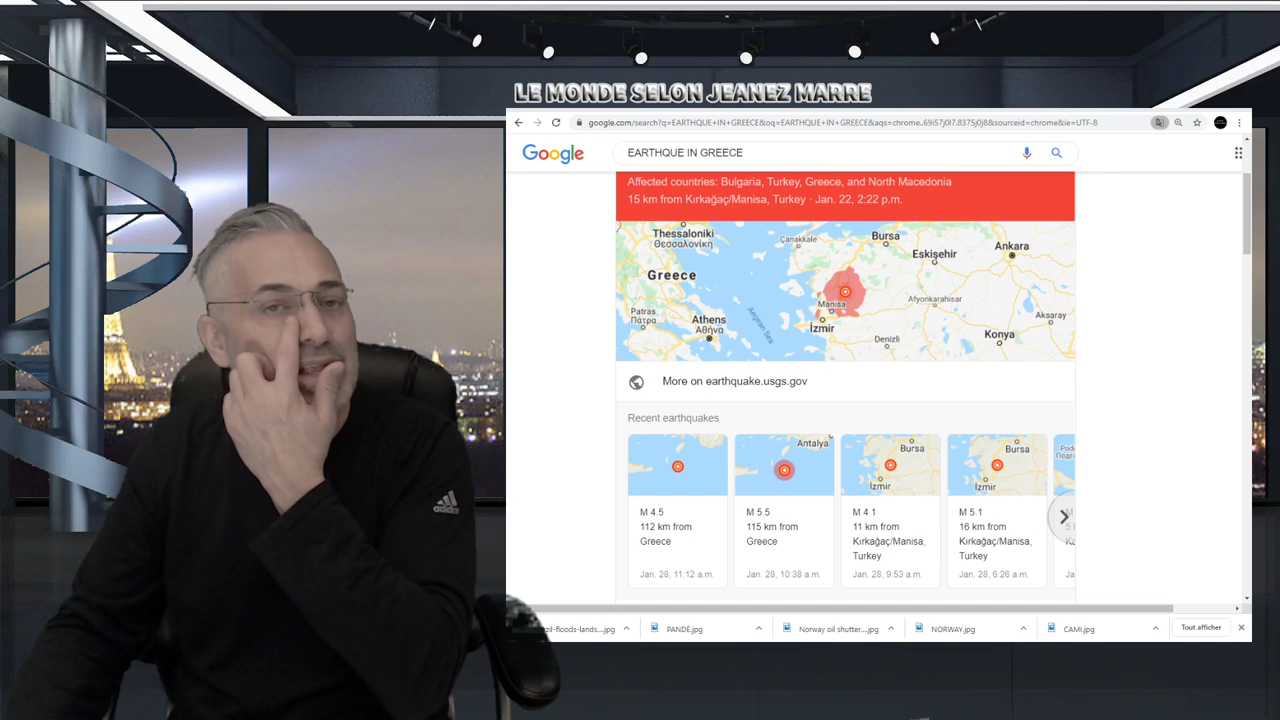 LE MONDE SELON JEANEZ MARRE
google.com/search?q=EARTHQUE+IN+GREECE&oq=EARTHQUE+IN+GREECE&aqs=chrome..69i57j0l7.8375j0j8&sourceid=chrome&ie=UTF-8
Google
EARTHQUE IN GREECE
Affected countries: Bulgaria, Turkey, Greece, and North Macedonia
15 km from Kırkağaç/Manisa, Turkey · Jan. 22, 2:22 p.m.
Thessaloniki
Θεσσαλονίκη
Çanakkale
Bursa
Eskişehir
Ankara
Greece
Manisa
Afyonkarahisar
Aksaray
Patras
Πάτρα
Athens
Αθήνα
Aegean Sea
İzmir
Denizli
Konya
More on earthquake.usgs.gov
Recent earthquakes
Antalya
Bursa
İzmir
Bursa
İzmir
M 4.5
112 km from
Greece
Jan. 28, 11:12 a.m.
M 5.5
115 km from
Greece
Jan. 28, 10:38 a.m.
M 4.1
11 km from
Kırkağaç/Manisa,
Turkey
Jan. 28, 9:53 a.m.
M 5.1
16 km from
Kırkağaç/Manisa,
Turkey
Jan. 28, 6:26 a.m.
adidas
zil-floods-lands....jpg
PANDÉ.jpg
Norway oil shutter....jpg
NORWAY.jpg
CAMI.jpg
Tout afficher